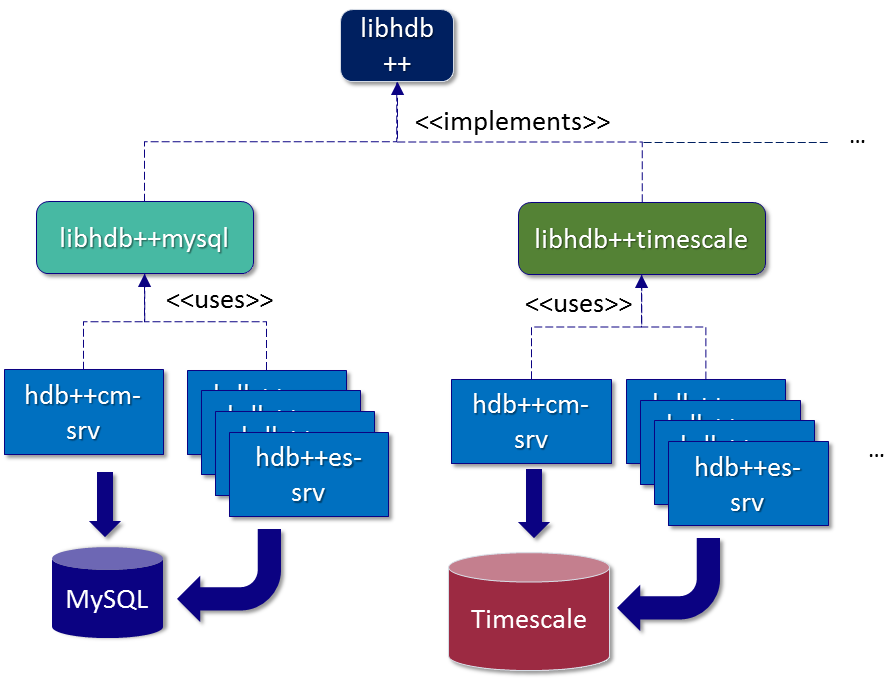 libhdb
++
<<implements>>
...
libhdb++mysql
libhdb++timescale
<<uses>>
<<uses>>
hdb++cm-
srv
hdb++es-
srv
hdb++cm-
srv
hdb++es-
srv
...
MySQL
Timescale